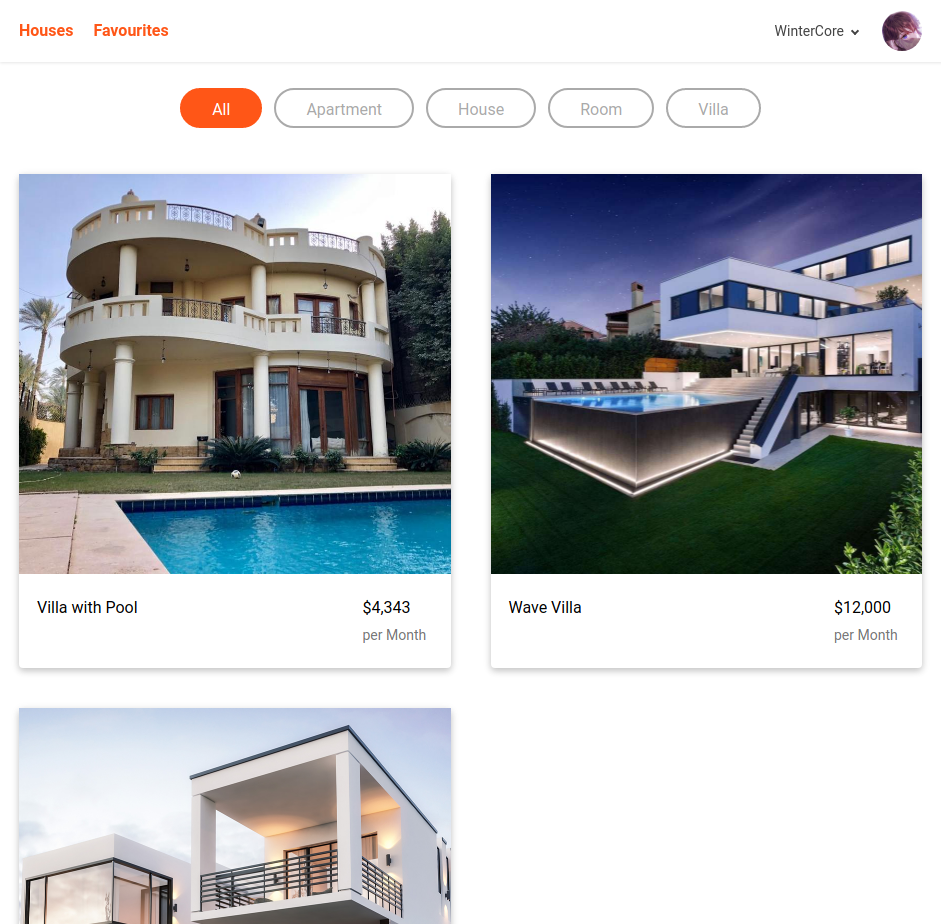 Houses Favourites WinterCore
All Apartment House Room Villa
Villa with Pool $4,343
per Month
Wave Villa $12,000
per Month